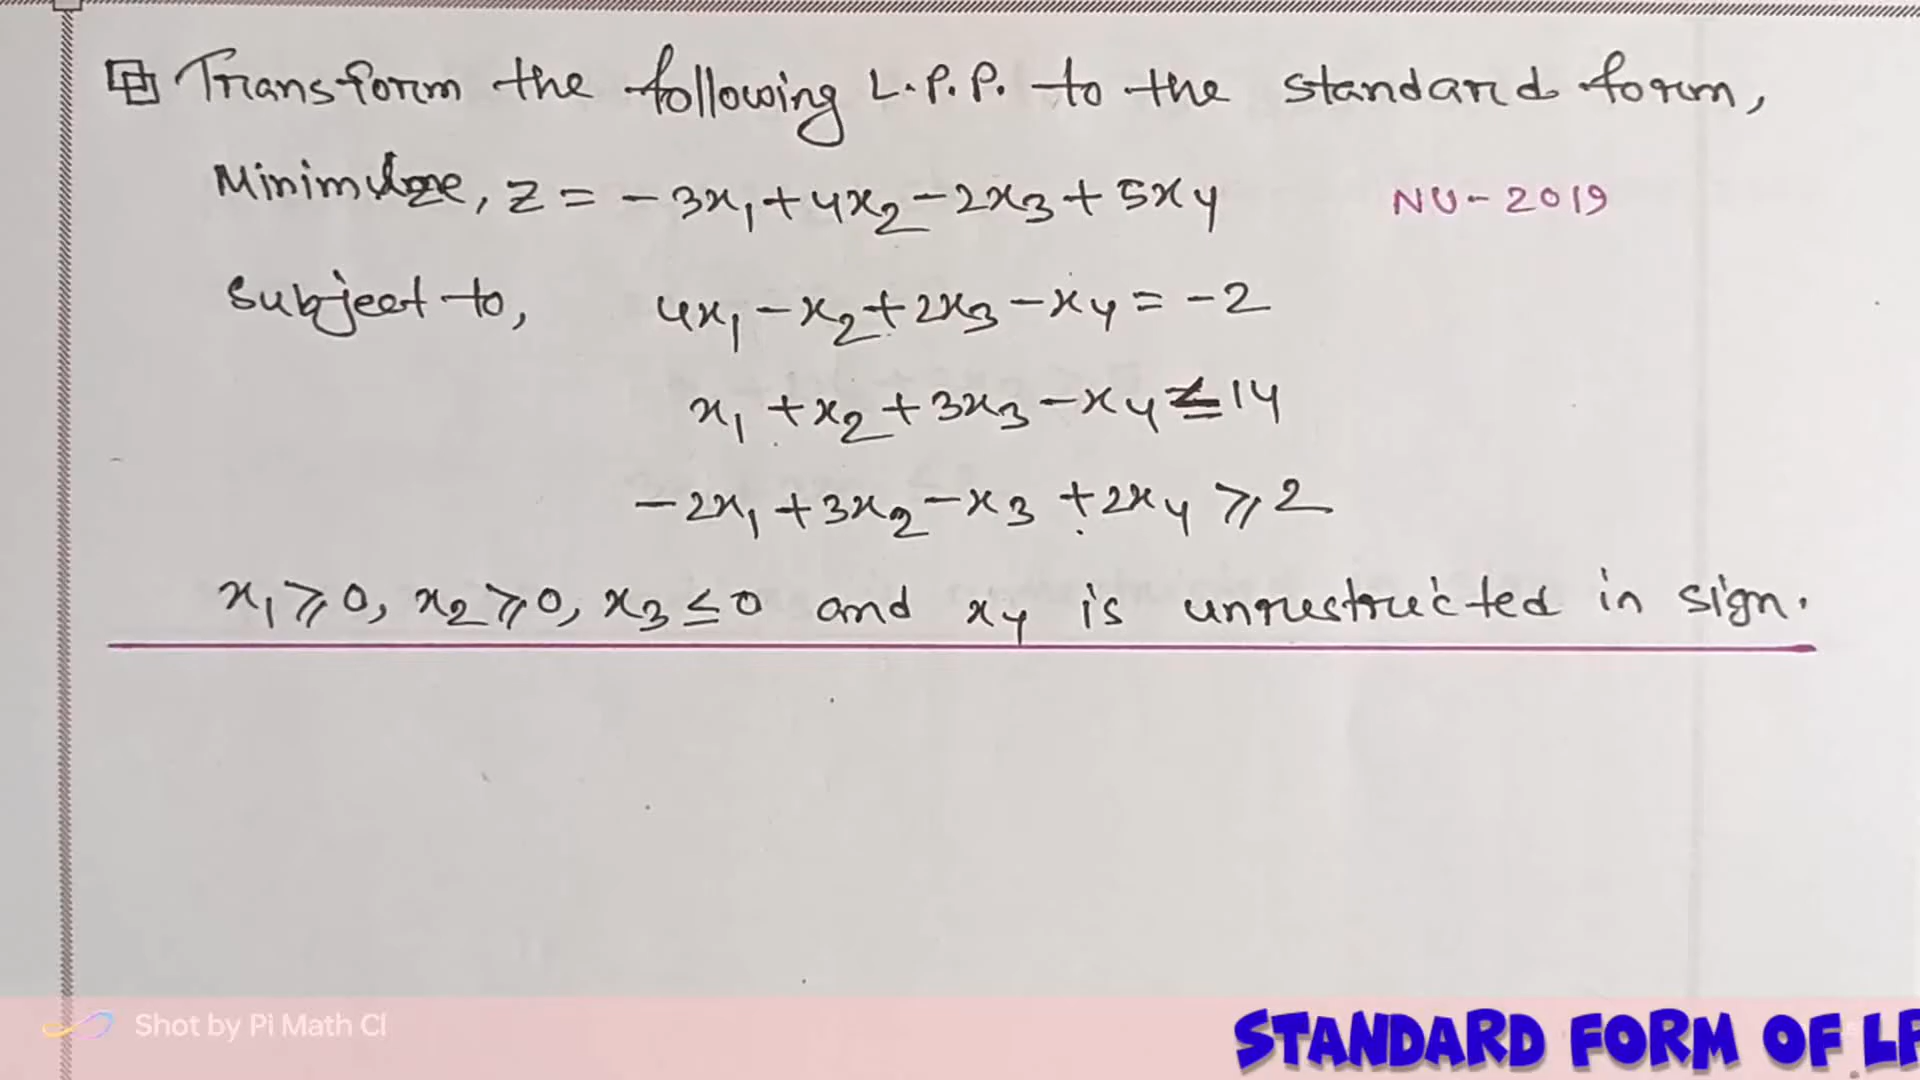 Transform the following L.P.P. to the standard form,
Minimize, z = -3x₁+4x₂-2x₃+5x₄ NU-2019
Subject to, 4x₁-x₂+2x₃-x₄=-2
x₁+x₂+3x₃-x₄≤14
-2x₁+3x₂-x₃+2x₄≥2
x₁≥0, x₂≥0, x₃≤0 and x₄ is unrestricted in sign.
Shot by Pi Math Cl
STANDARD FORM OF LP